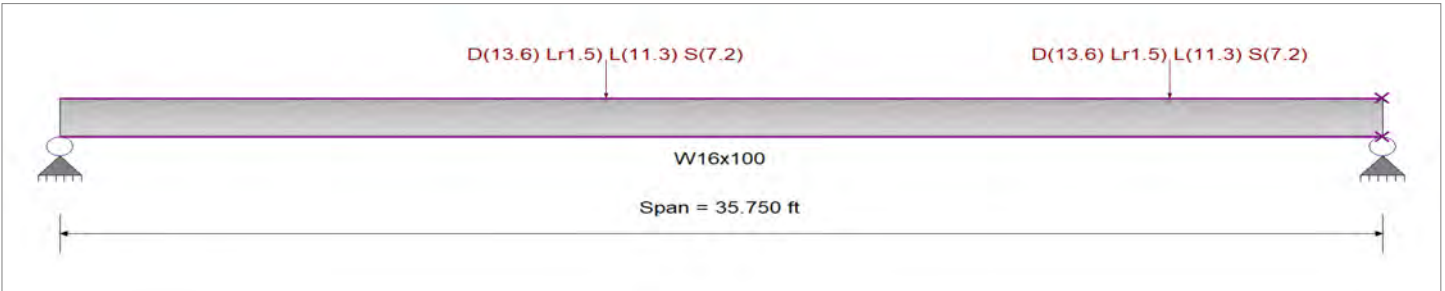 D(13.6) Lr1.5) L(11.3) S(7.2)
D(13.6) Lr1.5) L(11.3) S(7.2)
W16x100
Span = 35.750 ft